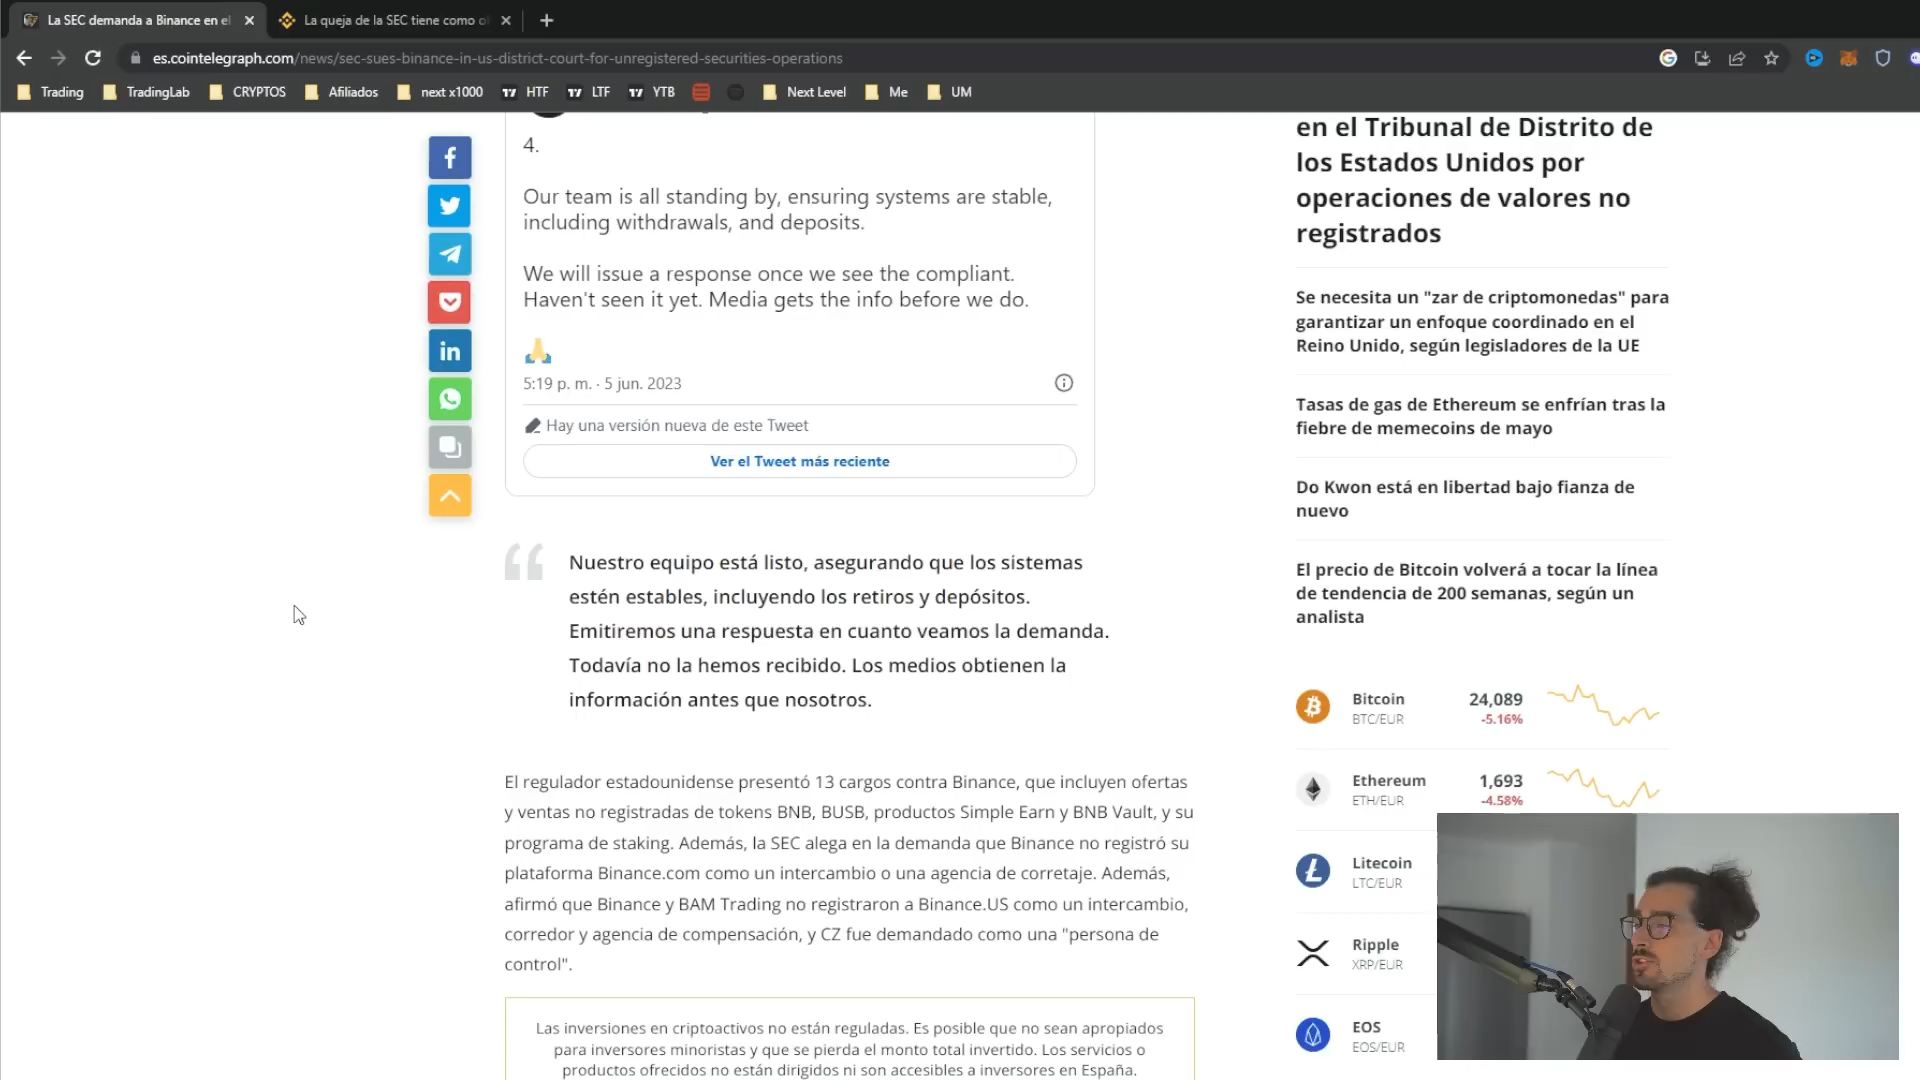 La SEC demanda a Binance en el
La queja de la SEC tiene como o
es.cointelegraph.com/news/sec-sues-binance-in-us-district-court-for-unregistered-securities-operations
Trading
TradingLab
CRYPTOS
Afiliados
next x1000
HTF
LTF
YTB
Next Level
Me
UM
4.
Our team is all standing by, ensuring systems are stable,
including withdrawals, and deposits.
We will issue a response once we see the compliant.
Haven't seen it yet. Media gets the info before we do.
5:19 p. m. · 5 jun. 2023
Hay una versión nueva de este Tweet
Ver el Tweet más reciente
Nuestro equipo está listo, asegurando que los sistemas
estén estables, incluyendo los retiros y depósitos.
Emitiremos una respuesta en cuanto veamos la demanda.
Todavía no la hemos recibido. Los medios obtienen la
información antes que nosotros.
El regulador estadounidense presentó 13 cargos contra Binance, que incluyen ofertas
y ventas no registradas de tokens BNB, BUSB, productos Simple Earn y BNB Vault, y su
programa de staking. Además, la SEC alega en la demanda que Binance no registró su
plataforma Binance.com como un intercambio o una agencia de corretaje. Además,
afirmó que Binance y BAM Trading no registraron a Binance.US como un intercambio,
corredor y agencia de compensación, y CZ fue demandado como una "persona de
control".
Las inversiones en criptoactivos no están reguladas. Es posible que no sean apropiados
para inversores minoristas y que se pierda el monto total invertido. Los servicios o
productos ofrecidos no están dirigidos ni son accesibles a inversores en España.
en el Tribunal de Distrito de
los Estados Unidos por
operaciones de valores no
registrados
Se necesita un "zar de criptomonedas" para
garantizar un enfoque coordinado en el
Reino Unido, según legisladores de la UE
Tasas de gas de Ethereum se enfrían tras la
fiebre de memecoins de mayo
Do Kwon está en libertad bajo fianza de
nuevo
El precio de Bitcoin volverá a tocar la línea
de tendencia de 200 semanas, según un
analista
Bitcoin 24,089
BTC/EUR -5.16%
Ethereum 1,693
ETH/EUR -4.58%
Litecoin
LTC/EUR
Ripple
XRP/EUR
EOS
EOS/EUR